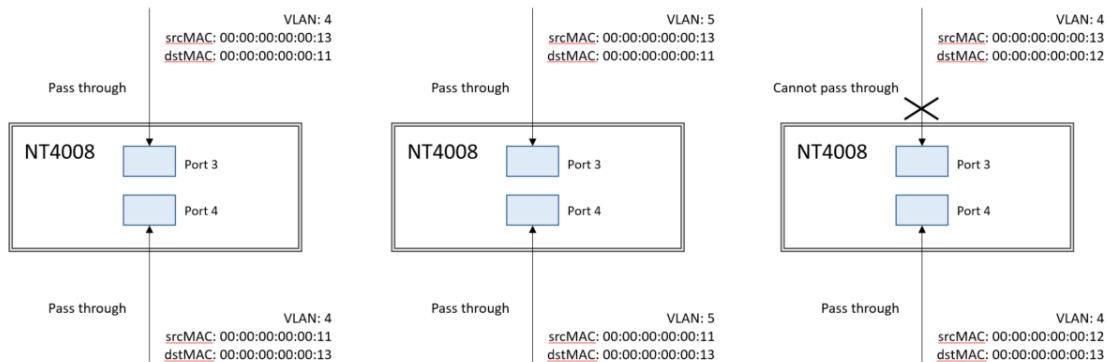 VLAN: 4
srcMAC: 00:00:00:00:00:13
dstMAC: 00:00:00:00:00:11
Pass through
NT4008
Port 3
Port 4
Pass through
VLAN: 4
srcMAC: 00:00:00:00:00:11
dstMAC: 00:00:00:00:00:13
VLAN: 5
srcMAC: 00:00:00:00:00:13
dstMAC: 00:00:00:00:00:11
Pass through
NT4008
Port 3
Port 4
Pass through
VLAN: 5
srcMAC: 00:00:00:00:00:11
dstMAC: 00:00:00:00:00:13
VLAN: 4
srcMAC: 00:00:00:00:00:13
dstMAC: 00:00:00:00:00:12
Cannot pass through
NT4008
Port 3
Port 4
Pass through
VLAN: 4
srcMAC: 00:00:00:00:00:12
dstMAC: 00:00:00:00:00:13